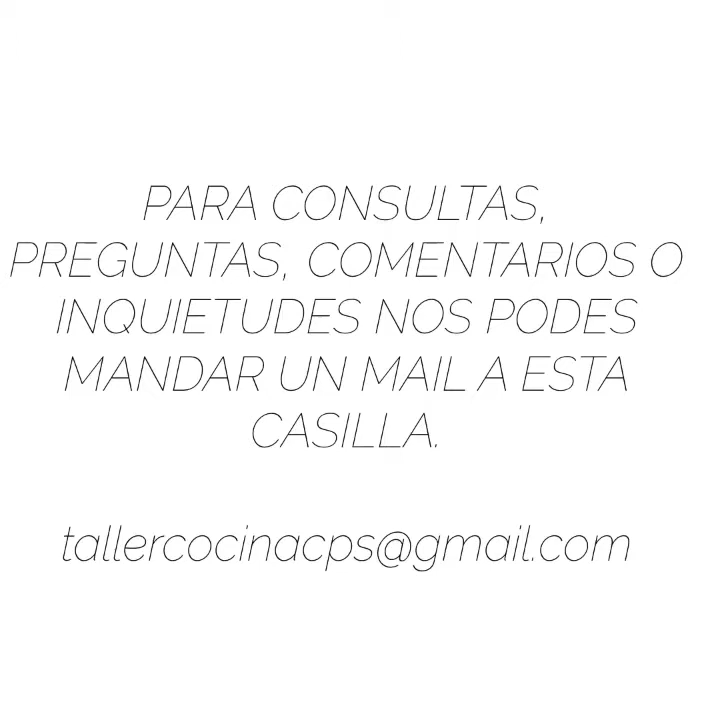 PARA CONSULTAS,
PREGUNTAS, COMENTARIOS O
INQUIETUDES NOS PODES
MANDAR UN MAIL A ESTA
CASILLA.
tallercocinacps@gmail.com